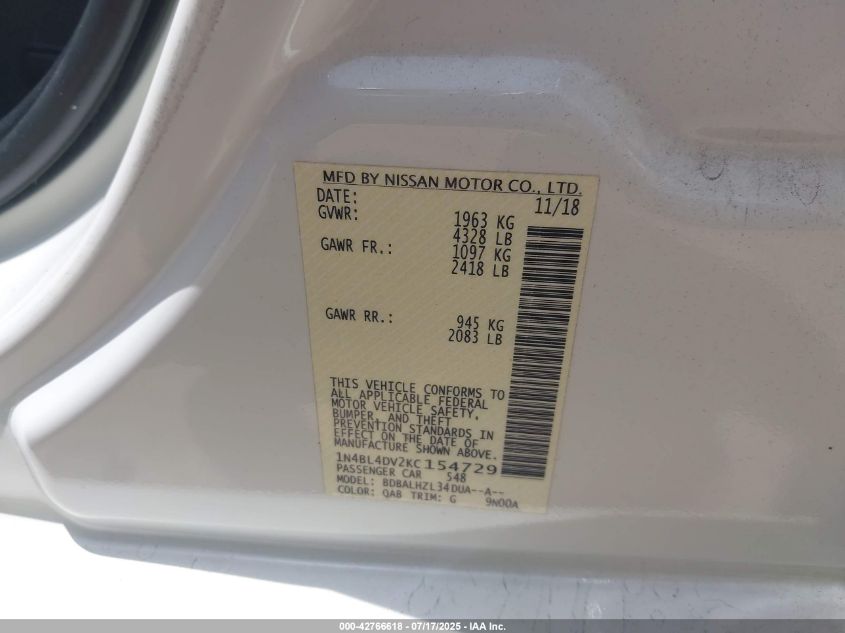 MFD BY NISSAN MOTOR CO., LTD.
DATE: 11/18
GVWR: 1963 KG
4328 LB
GAWR FR.: 1097 KG
2418 LB
GAWR RR.: 945 KG
2083 LB
THIS VEHICLE CONFORMS TO
ALL APPLICABLE FEDERAL
MOTOR VEHICLE SAFETY,
BUMPER, AND THEFT
PREVENTION STANDARDS IN
EFFECT ON THE DATE OF
MANUFACTURE SHOWN ABOVE.
1N4BL4DV2KC154729
PASSENGER CAR 548
MODEL: BDBALHZL34DUA--A--
COLOR: QAB TRIM: G 9N00A
000-42766618 - 07/17/2025 - IAA Inc.